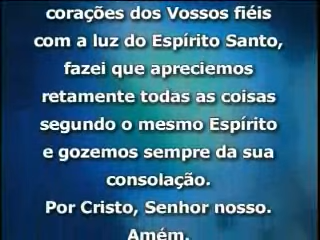 corações dos Vossos fiéis
com a luz do Espírito Santo,
fazei que apreciemos
retamente todas as coisas
segundo o mesmo Espírito
e gozemos sempre da sua
consolação.
Por Cristo, Senhor nosso.
Amém.